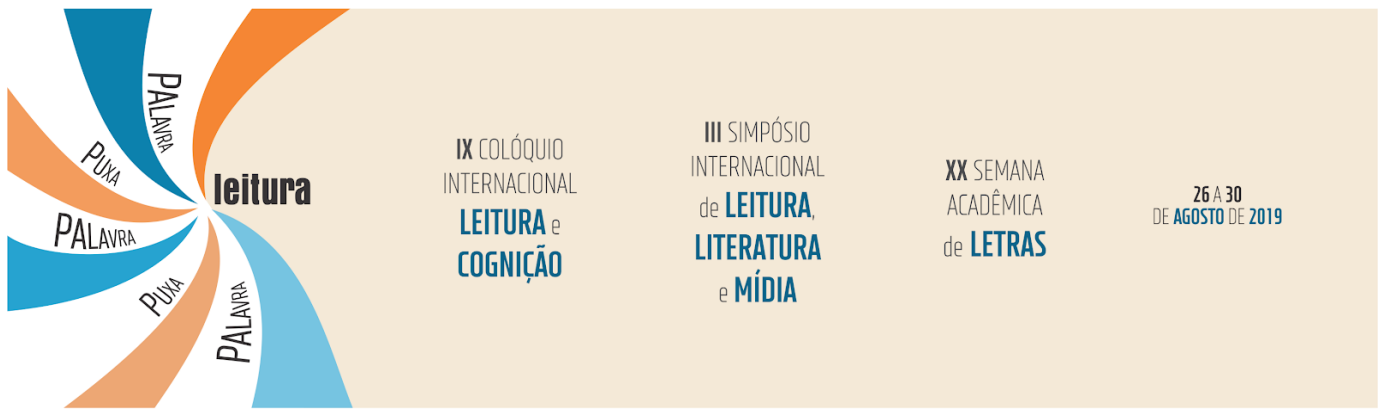 PALAVRA
PUXA
PALAVRA
PUXA
PALAVRA
leitura
IX COLÓQUIO
INTERNACIONAL
LEITURA e
COGNIÇÃO
III SIMPÓSIO
INTERNACIONAL
de LEITURA,
LITERATURA
e MÍDIA
XX SEMANA
ACADÊMICA
de LETRAS
26 A 30
DE AGOSTO DE 2019